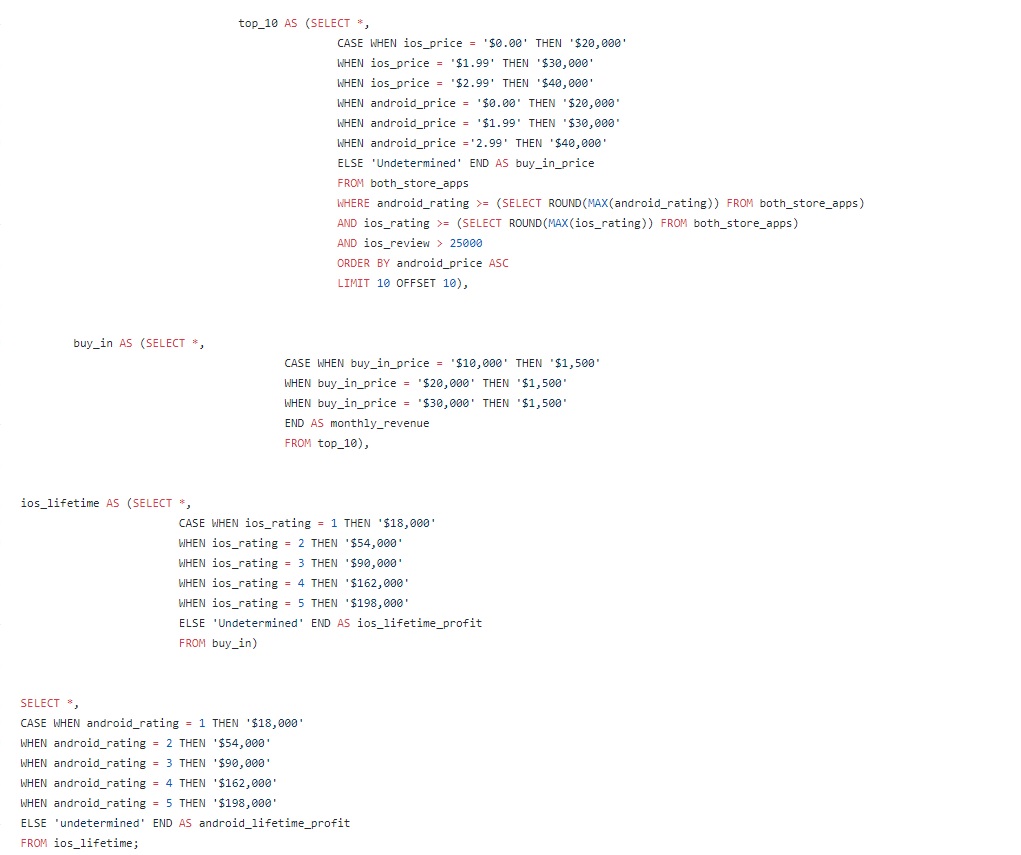 top_10 AS (SELECT *,
CASE WHEN ios_price = '$0.00' THEN '$20,000'
WHEN ios_price = '$1.99' THEN '$30,000'
WHEN ios_price = '$2.99' THEN '$40,000'
WHEN android_price = '$0.00' THEN '$20,000'
WHEN android_price = '$1.99' THEN '$30,000'
WHEN android_price ='2.99' THEN '$40,000'
ELSE 'Undetermined' END AS buy_in_price
FROM both_store_apps
WHERE android_rating >= (SELECT ROUND(MAX(android_rating)) FROM both_store_apps)
AND ios_rating >= (SELECT ROUND(MAX(ios_rating)) FROM both_store_apps)
AND ios_review > 25000
ORDER BY android_price ASC
LIMIT 10 OFFSET 10),
buy_in AS (SELECT *,
CASE WHEN buy_in_price = '$10,000' THEN '$1,500'
WHEN buy_in_price = '$20,000' THEN '$1,500'
WHEN buy_in_price = '$30,000' THEN '$1,500'
END AS monthly_revenue
FROM top_10),
ios_lifetime AS (SELECT *,
CASE WHEN ios_rating = 1 THEN '$18,000'
WHEN ios_rating = 2 THEN '$54,000'
WHEN ios_rating = 3 THEN '$90,000'
WHEN ios_rating = 4 THEN '$162,000'
WHEN ios_rating = 5 THEN '$198,000'
ELSE 'Undetermined' END AS ios_lifetime_profit
FROM buy_in)
SELECT *,
CASE WHEN android_rating = 1 THEN '$18,000'
WHEN android_rating = 2 THEN '$54,000'
WHEN android_rating = 3 THEN '$90,000'
WHEN android_rating = 4 THEN '$162,000'
WHEN android_rating = 5 THEN '$198,000'
ELSE 'undetermined' END AS android_lifetime_profit
FROM ios_lifetime;